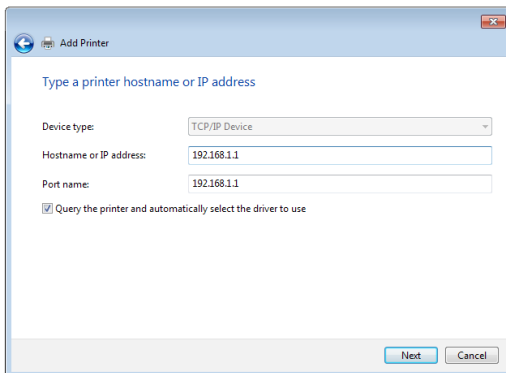 Add Printer
Type a printer hostname or IP address
Device type: TCP/IP Device
Hostname or IP address: 192.168.1.1
Port name: 192.168.1.1
Query the printer and automatically select the driver to use
Next Cancel